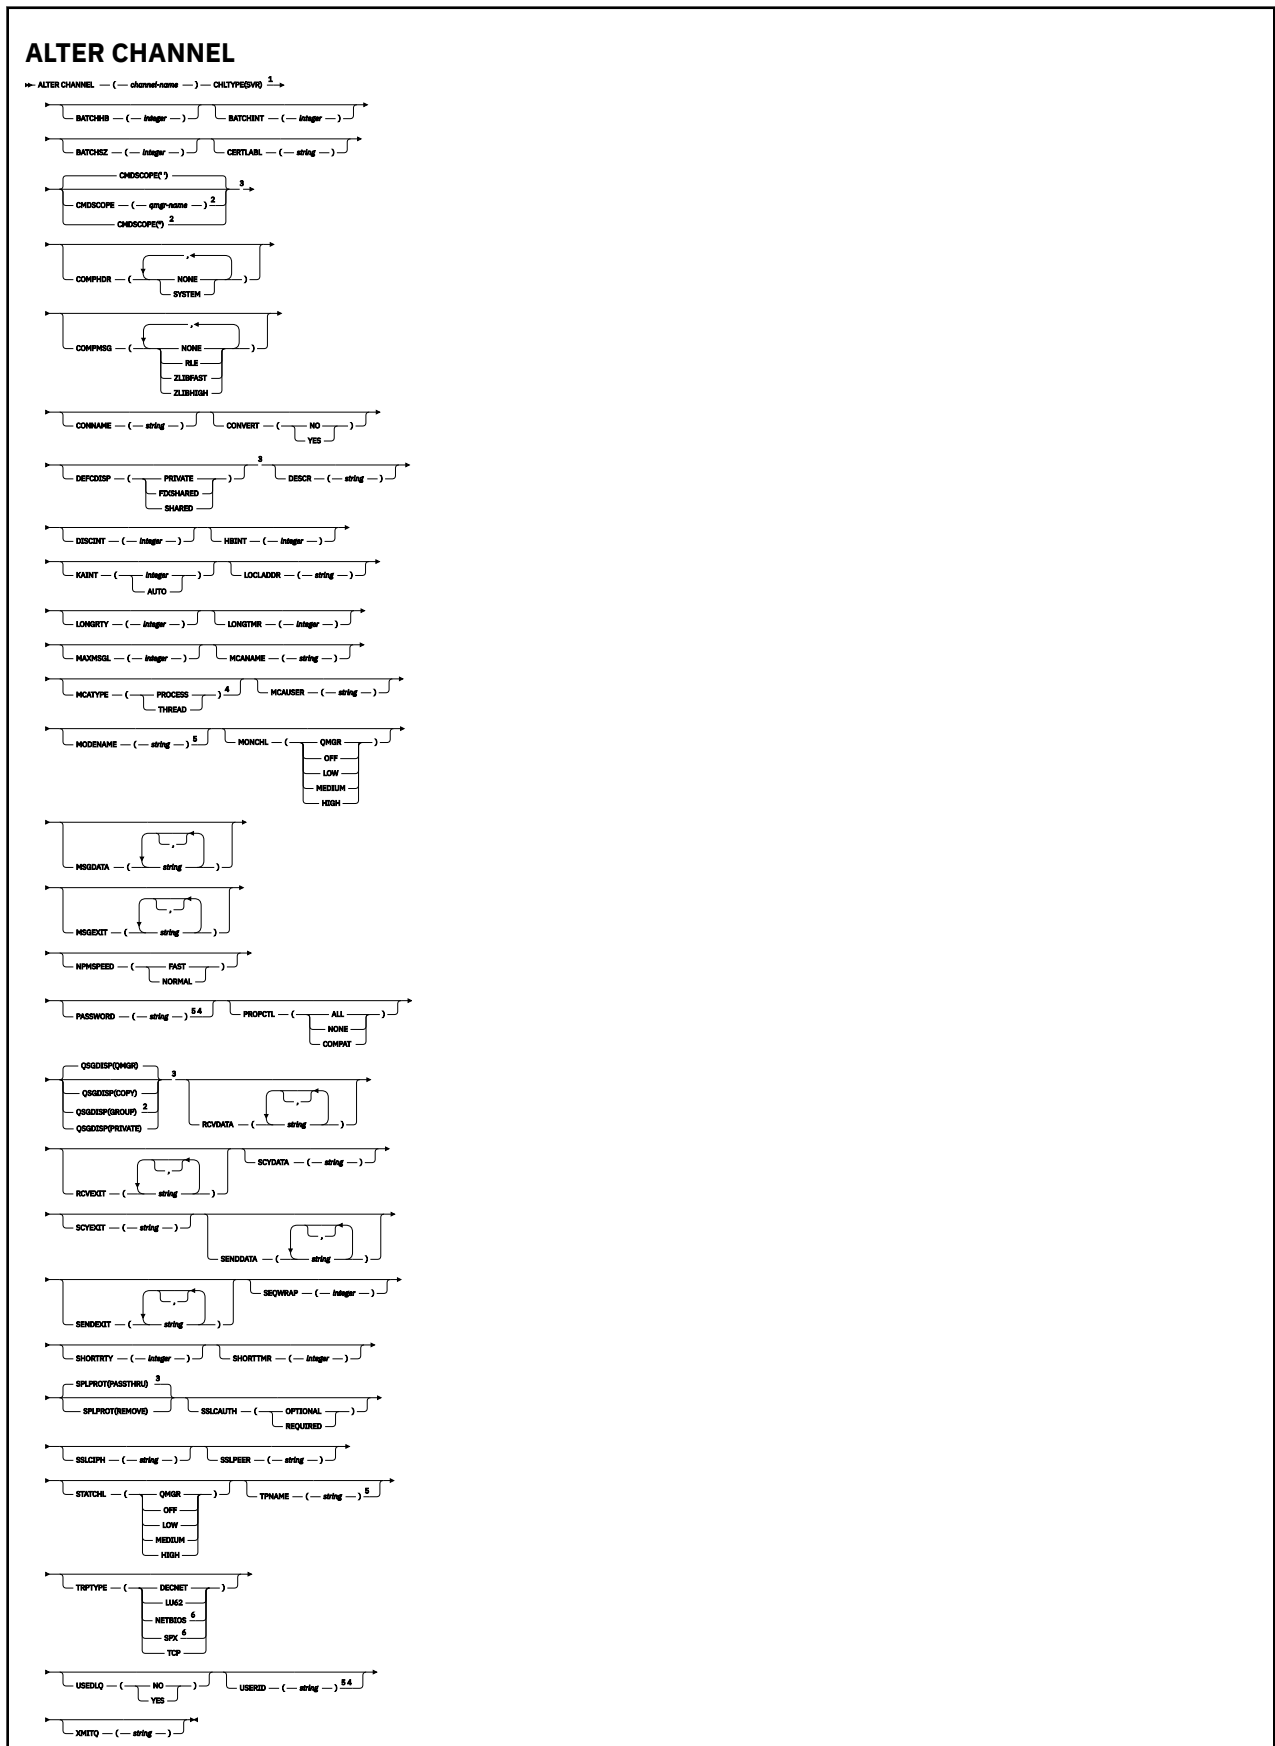 ALTER CHANNEL
ALTER CHANNEL ( channel-name ) CHLTYPE(SVR) 1
BATCHHB ( integer ) BATCHINT ( integer )
BATCHSZ ( integer ) CERTLABL ( string )
CMDSCOPE(' ')
3
CMDSCOPE ( qmgr-name ) 2
CMDSCOPE(*) 2
,
COMPHDR ( NONE )
SYSTEM
,
COMPMSG ( NONE )
RLE
ZLIBFAST
ZLIBHIGH
CONNAME ( string ) CONVERT ( NO )
YES
3
DEFCDISP ( PRIVATE ) DESCR ( string )
FIXSHARED
SHARED
DISCINT ( integer ) HBINT ( integer )
KAINT ( integer ) LOCLADDR ( string )
AUTO
LONGRTY ( integer ) LONGTMR ( integer )
MAXMSGL ( integer ) MCANAME ( string )
MCATYPE ( PROCESS ) 4 MCAUSER ( string )
THREAD
MODENAME ( string ) 5 MONCHL ( QMGR )
OFF
LOW
MEDIUM
HIGH
,
MSGDATA ( string )
,
MSGEXIT ( string )
NPMSPEED ( FAST )
NORMAL
PASSWORD ( string ) 5 4 PROPCTL ( ALL )
NONE
COMPAT
QSGDISP(QMGR)
3
QSGDISP(COPY) ,
QSGDISP(GROUP) 2
RCVDATA ( string )
QSGDISP(PRIVATE)
, SCYDATA ( string )
RCVEXIT ( string )
SCYEXIT ( string ) ,
SENDDATA ( string )
, SEQWRAP ( integer )
SENDEXIT ( string )
SHORTRTY ( integer ) SHORTTMR ( integer )
SPLPROT(PASSTHRU) 3
SPLPROT(REMOVE) SSLCAUTH ( OPTIONAL )
REQUIRED
SSLCIPH ( string ) SSLPEER ( string )
STATCHL ( QMGR ) TPNAME ( string ) 5
OFF
LOW
MEDIUM
HIGH
TRPTYPE ( DECNET )
LU62
NETBIOS 6
SPX 6
TCP
USEDLQ ( NO ) USERID ( string ) 5 4
YES
XMITQ ( string )